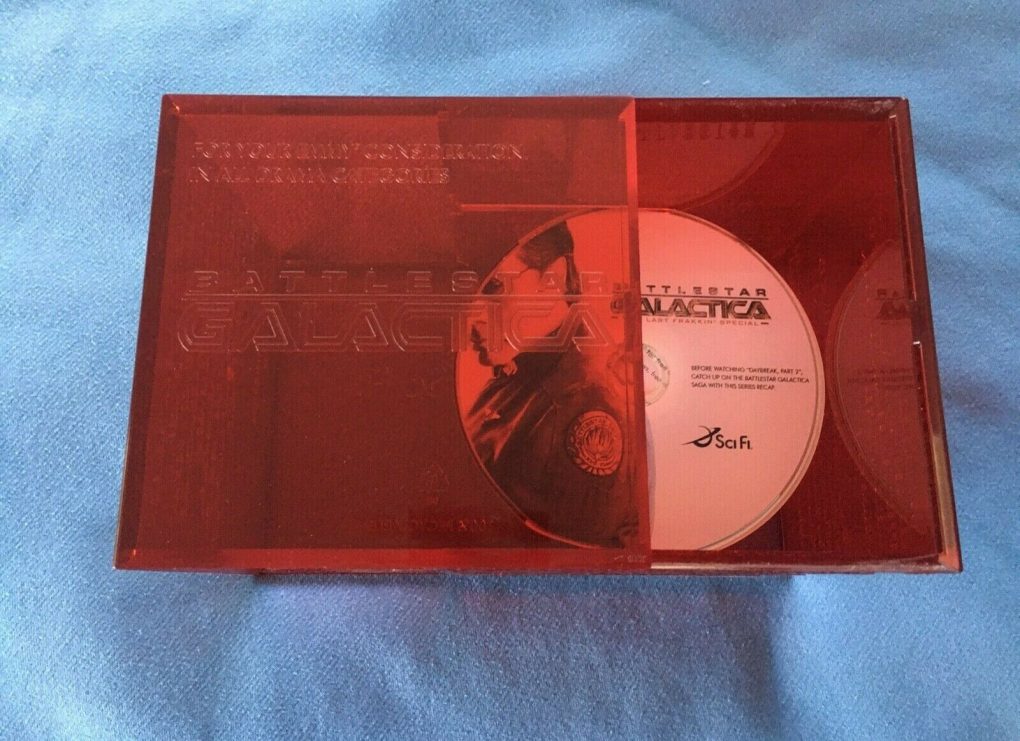 FOR YOUR EMMY® CONSIDERATION
IN ALL DRAMA CATEGORIES
BATTLESTAR
GALACTICA
BATTLESTAR
GALACTICA
LAST FRAKKIN' SPECIAL
BEFORE WATCHING "DAYBREAK, PART 2",
CATCH UP ON THE BATTLESTAR GALACTICA
SAGA WITH THIS SERIES RECAP.
SCI FI